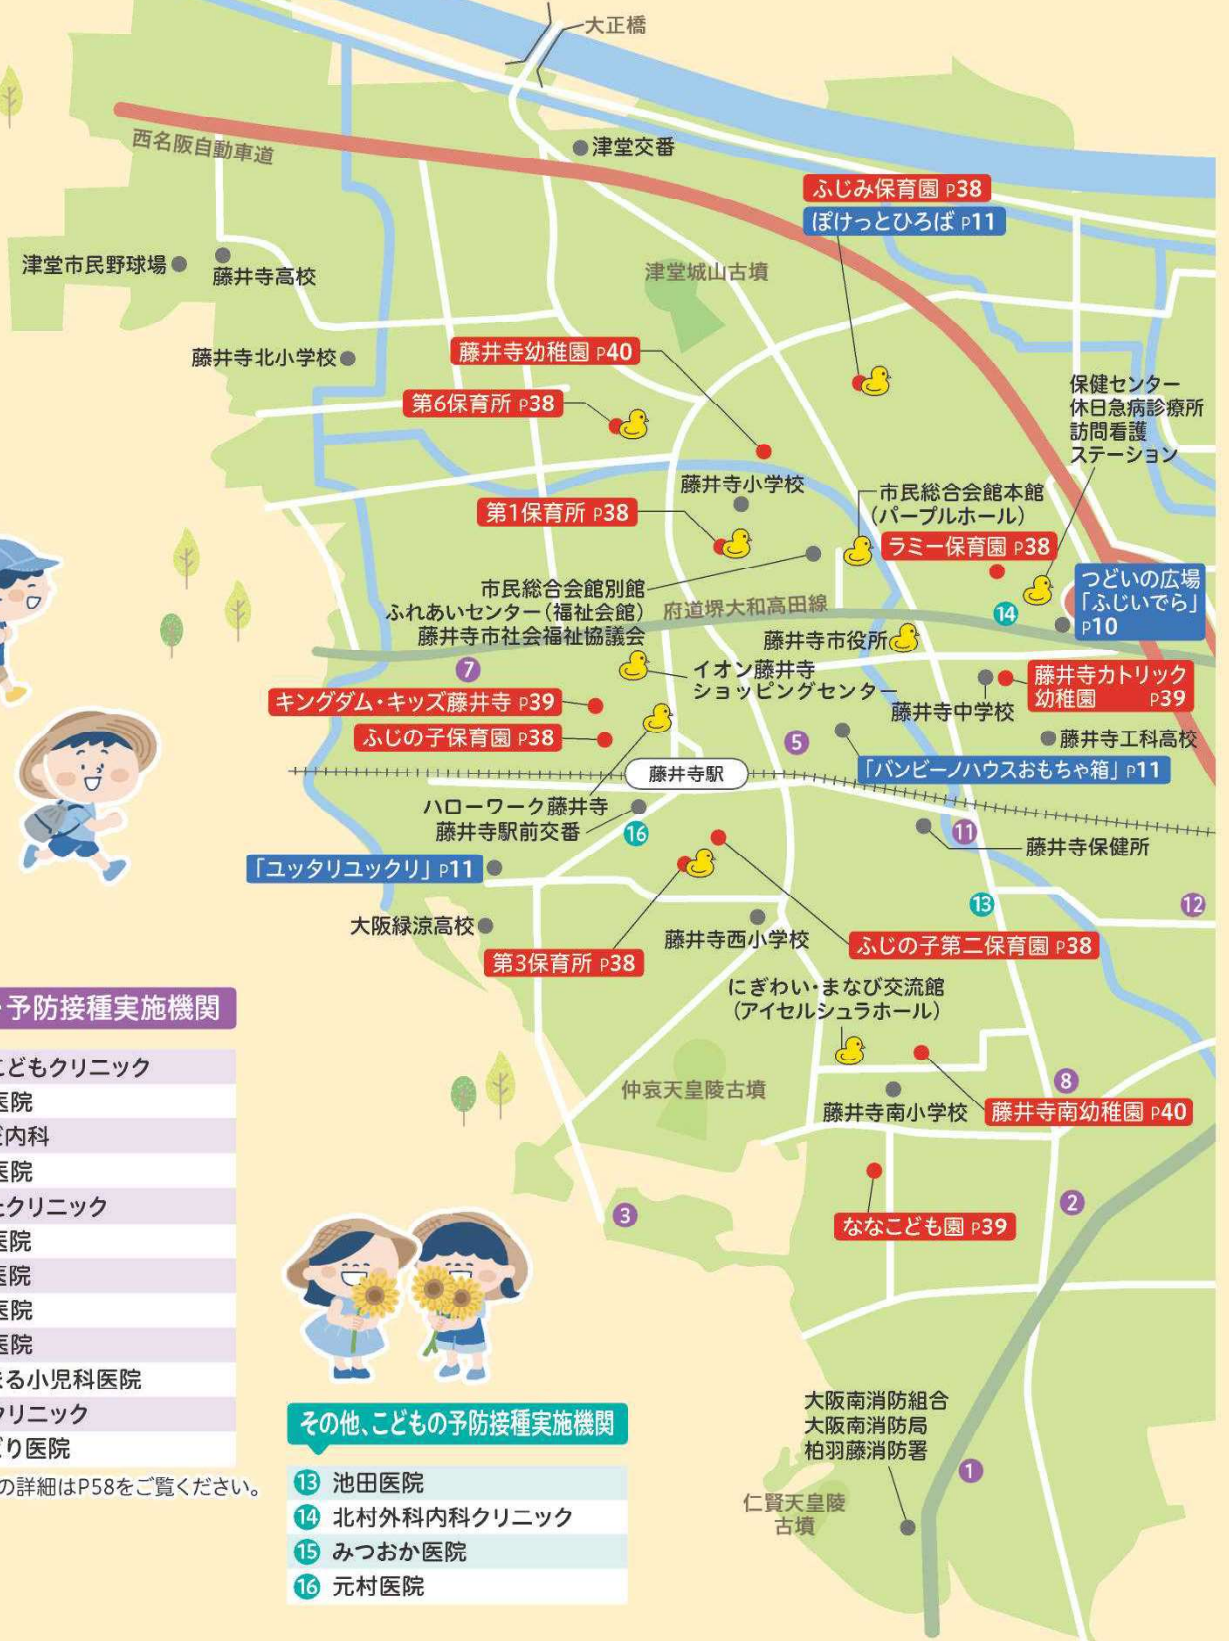 大正橋
西名阪自動車道
津堂交番
ふじみ保育園 P38
ぽけっとひろば P11
津堂市民野球場
藤井寺高校
津堂城山古墳
藤井寺北小学校
藤井寺幼稚園 P40
第6保育所 P38
保健センター
休日急病診療所
訪問看護
ステーション
藤井寺小学校
市民総合会館本館
(パープルホール)
第1保育所 P38
ラミー保育園 P38
つどいの広場
「ふじいでら」
P10
市民総合会館別館
ふれあいセンター(福祉会館)
藤井寺市社会福祉協議会
府道堺大和高田線
14
藤井寺市役所
7
イオン藤井寺
ショッピングセンター
藤井寺カトリック
幼稚園 P39
キングダム・キッズ藤井寺 P39
藤井寺中学校
ふじの子保育園 P38
5
藤井寺工科高校
藤井寺駅
「バンビーノハウスおもちゃ箱」 P11
ハローワーク藤井寺
藤井寺駅前交番
16
11
藤井寺保健所
「ユッタリユックリ」 P11
13
12
大阪緑涼高校
藤井寺西小学校
ふじの子第二保育園 P38
第3保育所 P38
にぎわい・まなび交流館
(アイセルシュラホール)
仲哀天皇陵古墳
8
藤井寺南小学校
藤井寺南幼稚園 P40
2
3
ななこども園 P39
大阪南消防組合
大阪南消防局
柏羽藤消防署
1
仁賢天皇陵
古墳
・予防接種実施機関
こどもクリニック
医院
内科
医院
クリニック
医院
医院
医院
医院
る小児科医院
クリニック
り医院
の詳細はP58をご覧ください。
その他、こどもの予防接種実施機関
13 池田医院
14 北村外科内科クリニック
15 みつおか医院
16 元村医院